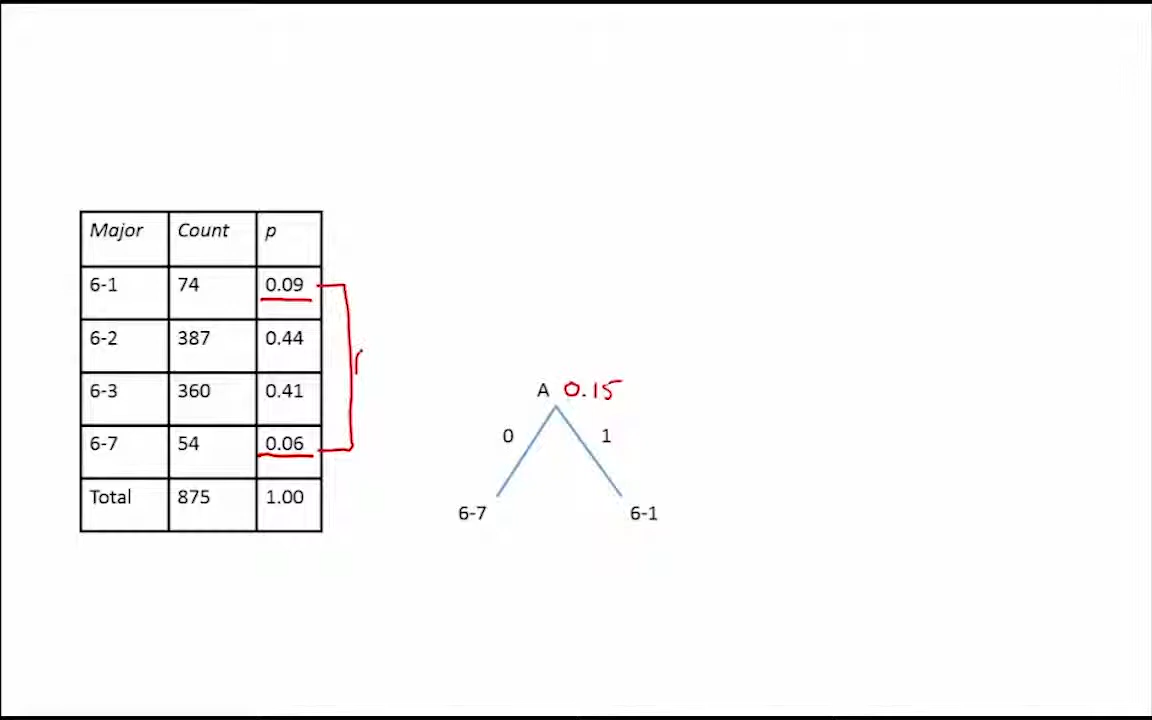 Major Count p
6-1 74 0.09
6-2 387 0.44
6-3 360 0.41
6-7 54 0.06
Total 875 1.00
A 0.15
0 1
6-7 6-1